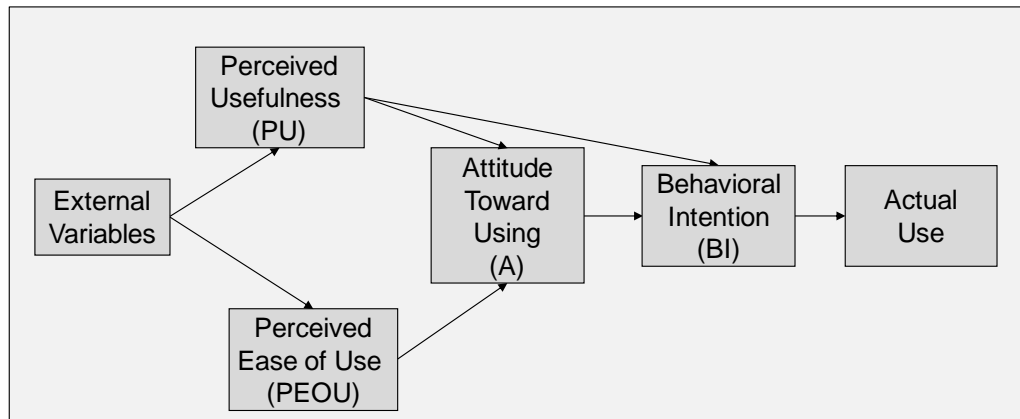 External
Variables
Perceived
Usefulness
(PU)
Perceived
Ease of Use
(PEOU)
Attitude
Toward
Using
(A)
Behavioral
Intention
(BI)
Actual
Use